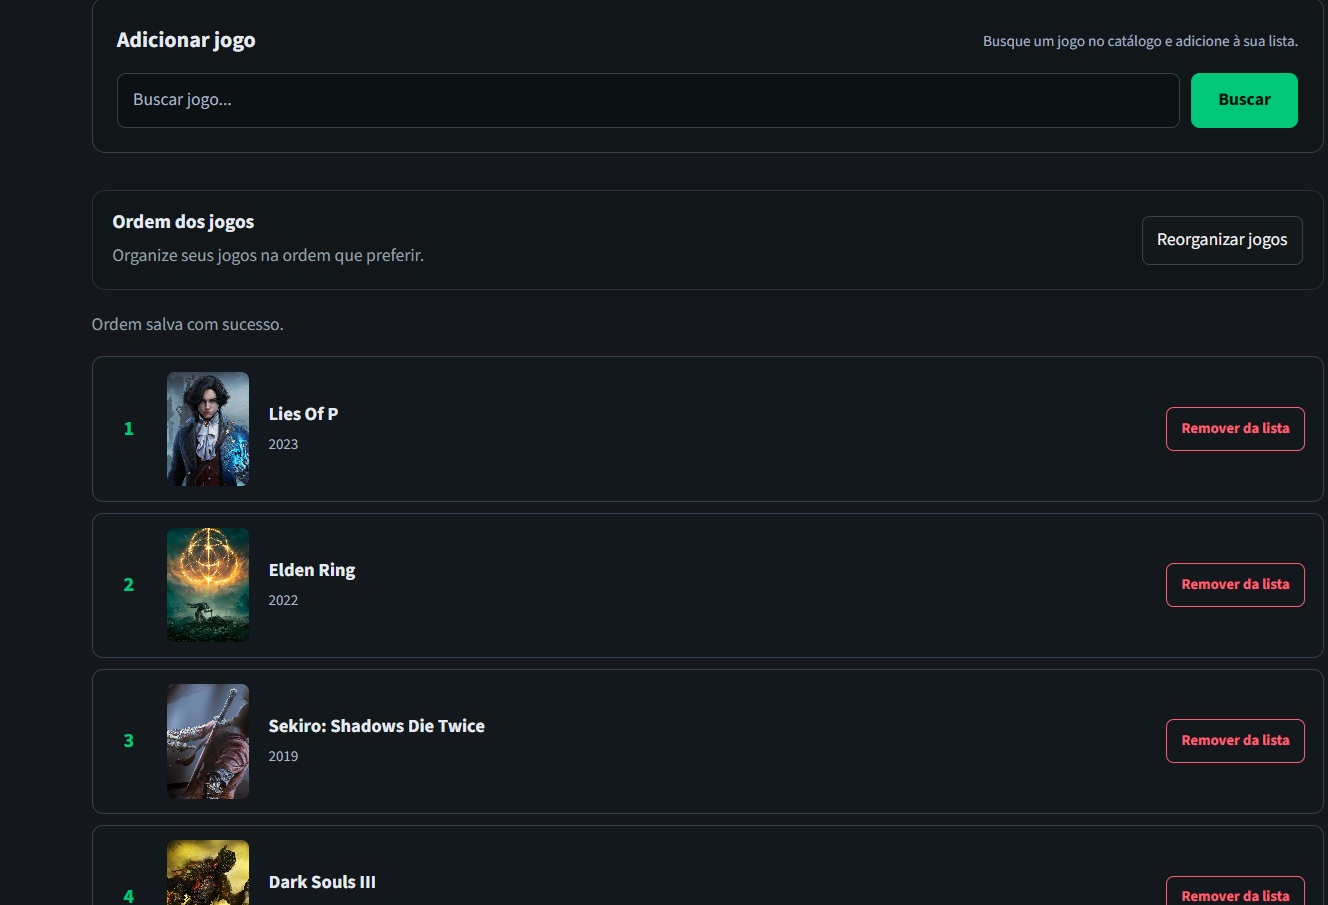 Adicionar jogo
Busque um jogo no catálogo e adicione à sua lista.
Buscar jogo...
Buscar
Ordem dos jogos
Organize seus jogos na ordem que preferir.
Reorganizar jogos
Ordem salva com sucesso.
1
Lies Of P
2023
Remover da lista
2
Elden Ring
2022
Remover da lista
3
Sekiro: Shadows Die Twice
2019
Remover da lista
4
Dark Souls III
Remover da lista